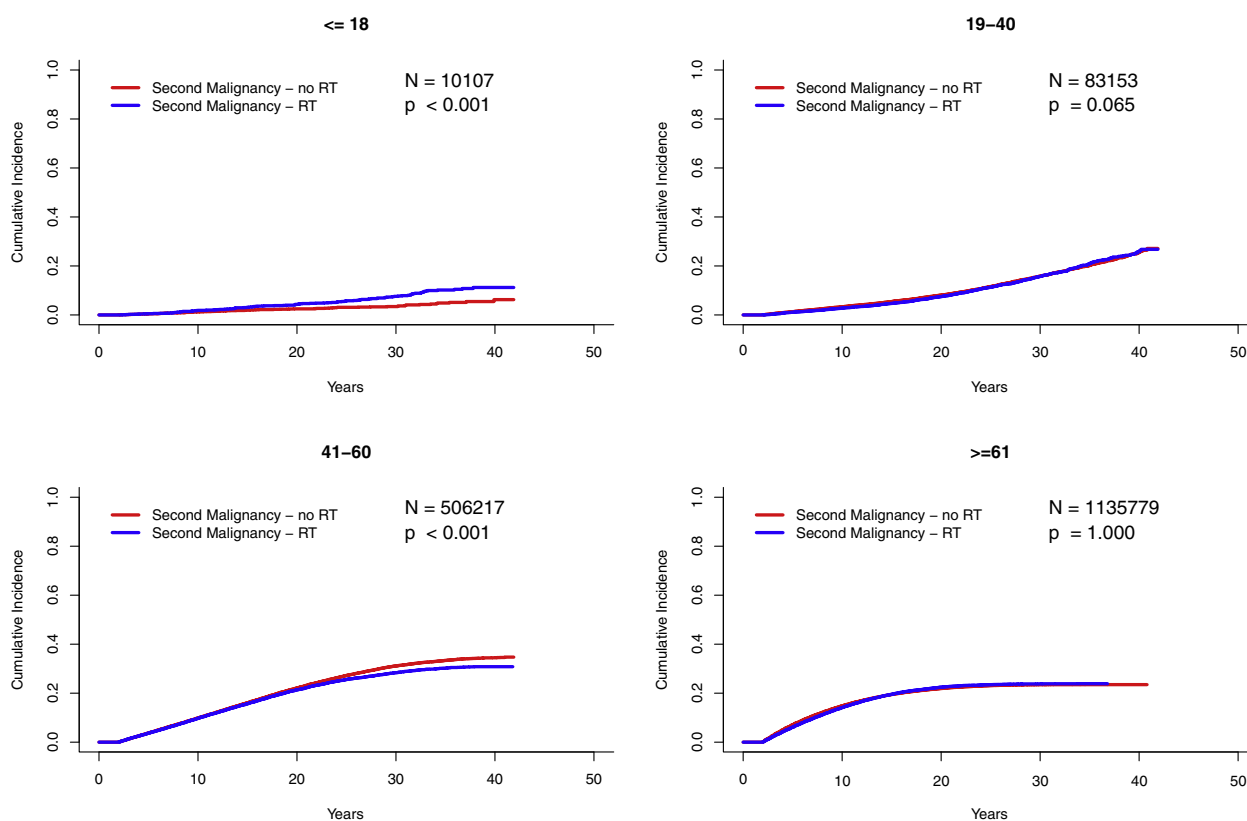 <= 18
Cumulative Incidence
1.0
0.8
0.6
0.4
0.2
0.0
Second Malignancy – no RT
Second Malignancy – RT
N = 10107
p < 0.001
0 10 20 30 40 50
Years
19–40
Cumulative Incidence
1.0
0.8
0.6
0.4
0.2
0.0
Second Malignancy – no RT
Second Malignancy – RT
N = 83153
p = 0.065
0 10 20 30 40 50
Years
41–60
Cumulative Incidence
1.0
0.8
0.6
0.4
0.2
0.0
Second Malignancy – no RT
Second Malignancy – RT
N = 506217
p < 0.001
0 10 20 30 40 50
Years
>=61
Cumulative Incidence
1.0
0.8
0.6
0.4
0.2
0.0
Second Malignancy – no RT
Second Malignancy – RT
N = 1135779
p = 1.000
0 10 20 30 40 50
Years